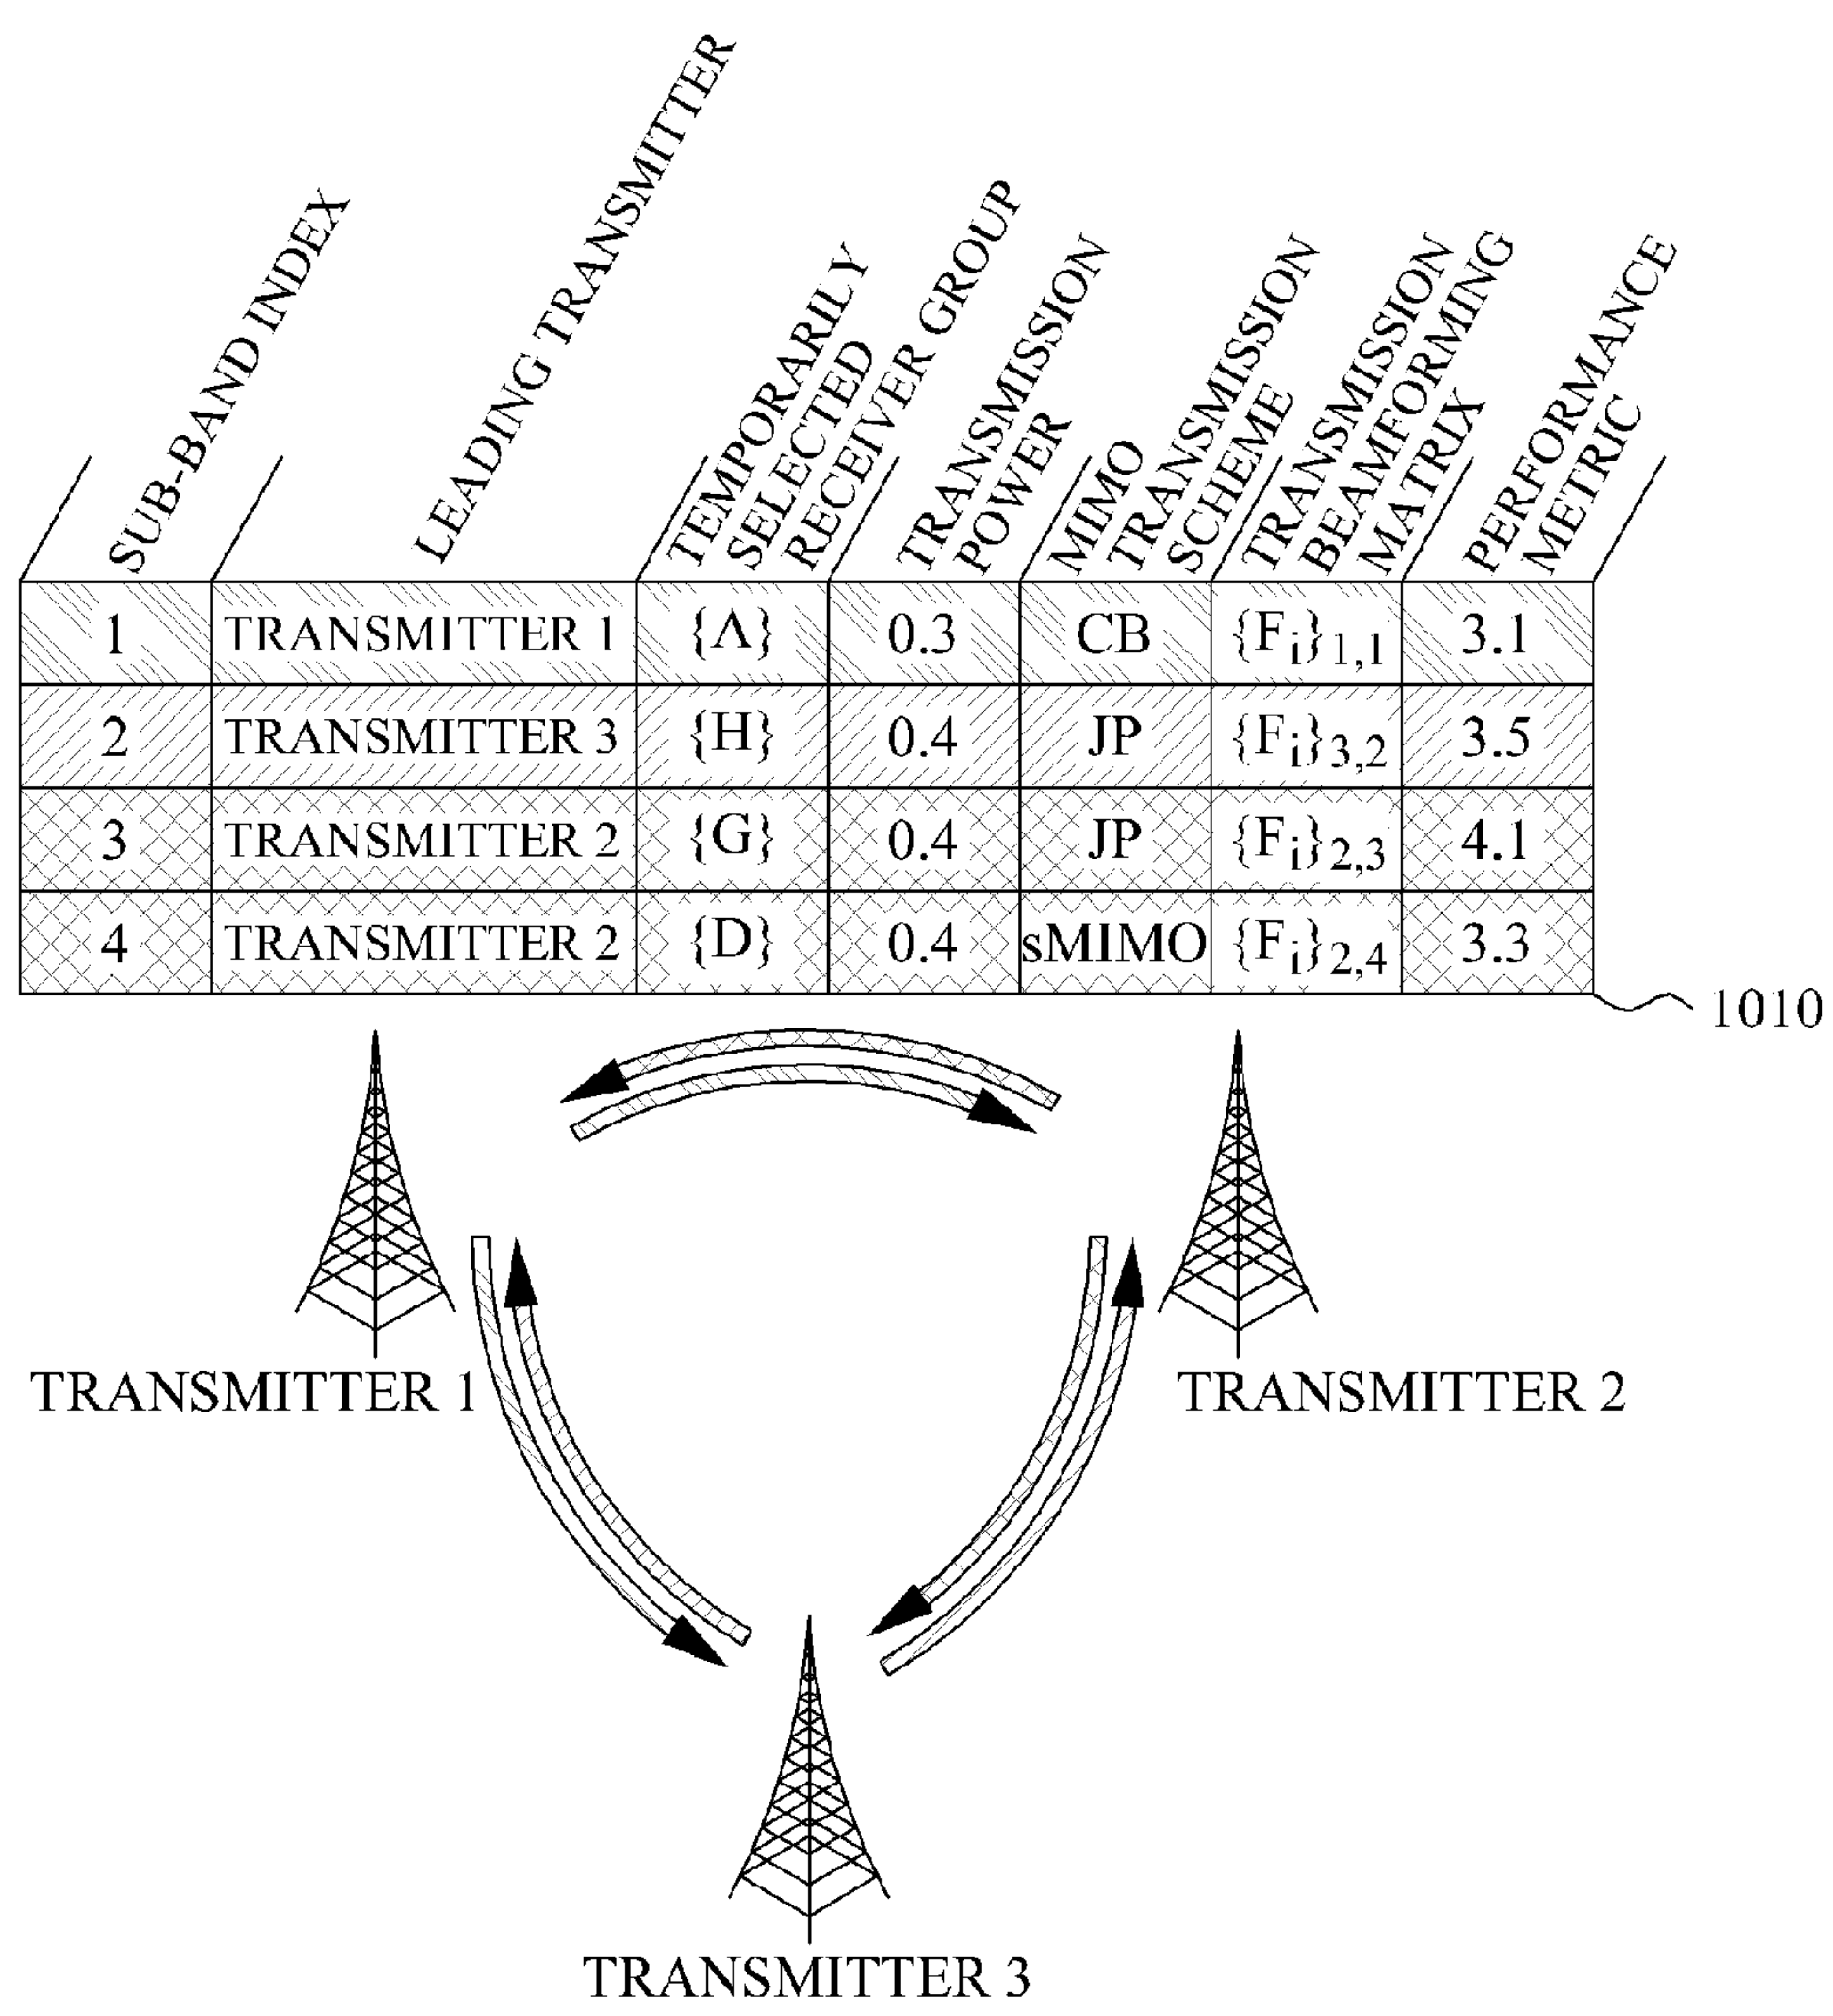 SUB-BAND INDEX
LEADING TRANSMITTER
TEMPORARILY
SELECTED
RECEIVER GROUP
TRANSMISSION
POWER
MIMO
TRANSMISSION
SCHEME
TRANSMISSION
BEAMFORMING
MATRIX
PERFORMANCE
METRIC
1 TRANSMITTER 1 {A} 0.3 CB {Fi}1,1 3.1
2 TRANSMITTER 3 {H} 0.4 JP {Fi}3,2 3.5
3 TRANSMITTER 2 {G} 0.4 JP {Fi}2,3 4.1
4 TRANSMITTER 2 {D} 0.4 sMIMO {Fi}2,4 3.3
1010
TRANSMITTER 1
TRANSMITTER 2
TRANSMITTER 3